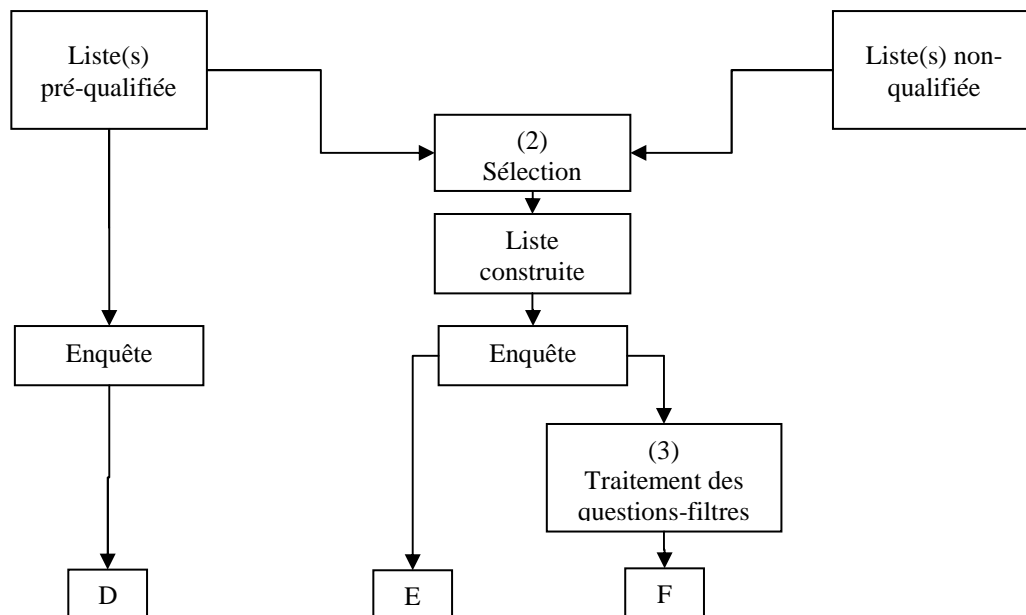 Liste(s)
pré-qualifiée
Liste(s) non-
qualifiée
(2)
Sélection
Liste
construite
Enquête
Enquête
(3)
Traitement des
questions-filtres
D
E
F